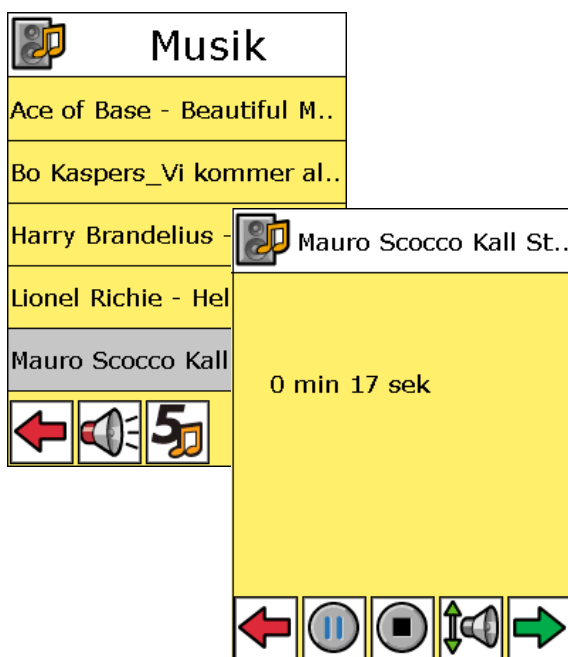 Musik
Ace of Base - Beautiful M..
Bo Kaspers_Vi kommer al..
Harry Brandelius -
Lionel Richie - Hel
Mauro Scocco Kall
5
Mauro Scocco Kall St..
0 min 17 sek